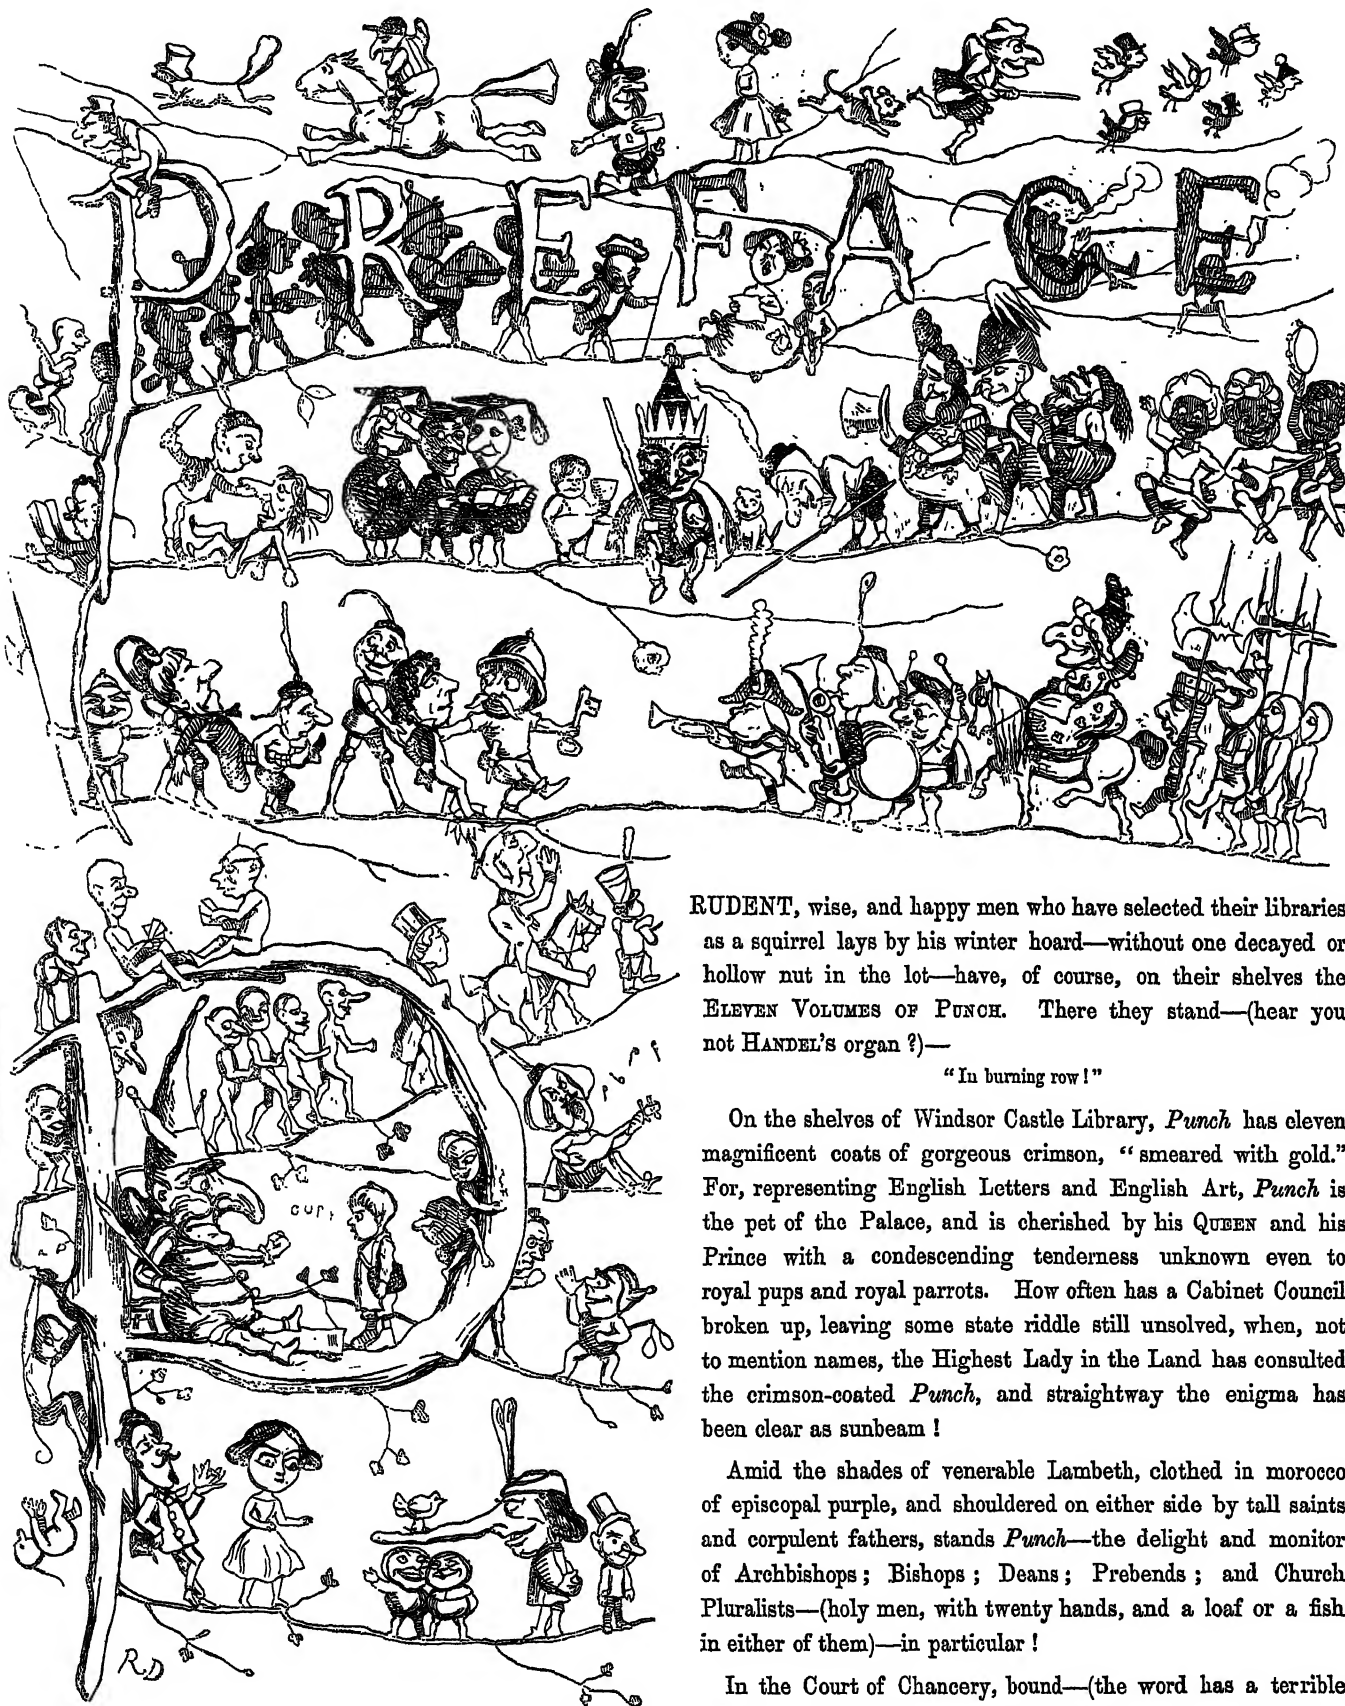 PREFACE
PRUDENT, wise, and happy men who have selected their libraries
as a squirrel lays by his winter hoard—without one decayed or
hollow nut in the lot—have, of course, on their shelves the
ELEVEN VOLUMES OF PUNCH. There they stand—(hear you
not HANDEL'S organ?)—
"In burning row!"
On the shelves of Windsor Castle Library, Punch has eleven
magnificent coats of gorgeous crimson, "smeared with gold."
For, representing English Letters and English Art, Punch is
the pet of the Palace, and is cherished by his QUEEN and his
Prince with a condescending tenderness unknown even to
royal pups and royal parrots. How often has a Cabinet Council
broken up, leaving some state riddle still unsolved, when, not
to mention names, the Highest Lady in the Land has consulted
the crimson-coated Punch, and straightway the enigma has
been clear as sunbeam!
Amid the shades of venerable Lambeth, clothed in morocco
of episcopal purple, and shouldered on either side by tall saints
and corpulent fathers, stands Punch—the delight and monitor
of Archbishops; Bishops; Deans; Prebends; and Church
Pluralists—(holy men, with twenty hands, and a loaf or a fish
in either of them)—in particular!
In the Court of Chancery, bound—(the word has a terrible
RD